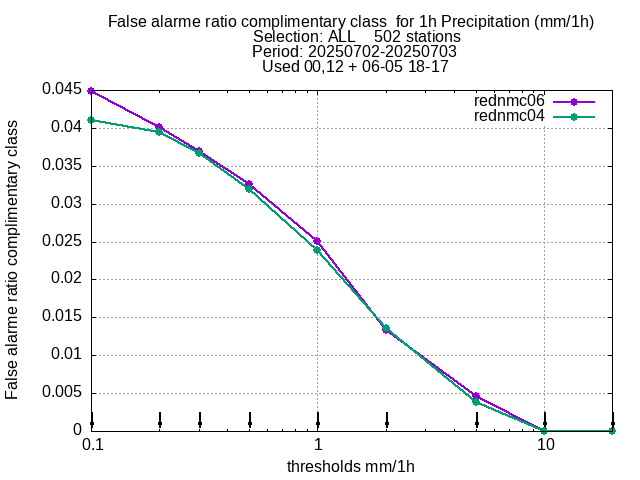 False alarme ratio complimentary class  for 1h Precipitation (mm/1h)
Selection: ALL    502 stations
Period: 20250702-20250703
Used 00,12 + 06-05 18-17
rednmc06
rednmc04
False alarme ratio complimentary class
0.045
0.04
0.035
0.03
0.025
0.02
0.015
0.01
0.005
0
0.1
1
10
thresholds mm/1h